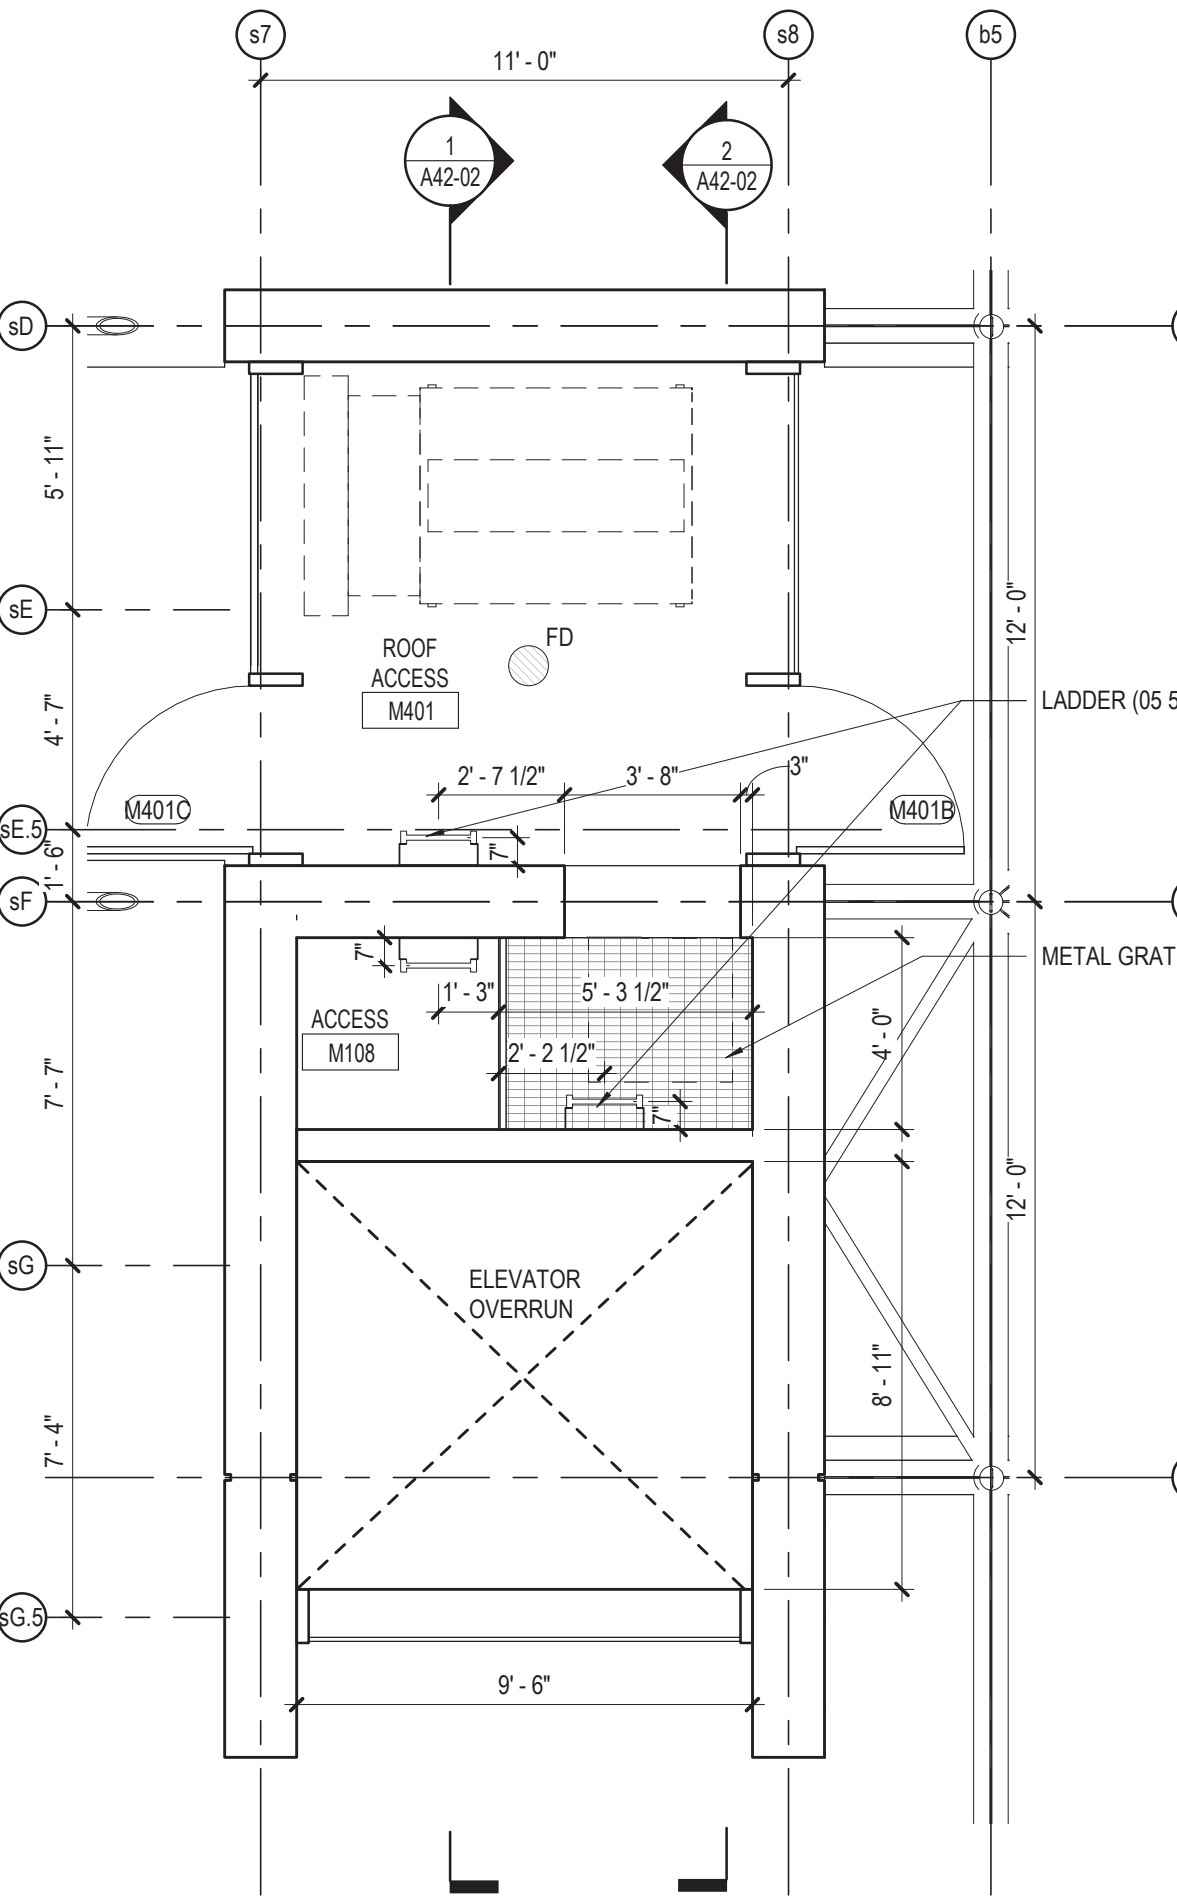 s7
s8
b5
11' - 0"
1
A42-02
2
A42-02
sD
5' - 11"
sE
12' - 0"
ROOF
ACCESS
M401
FD
4' - 7"
LADDER (05 5
2' - 7 1/2"
3' - 8"
3"
M401C
M401B
sE.5
7"
1' - 6"
sF
7"
METAL GRAT
1' - 3"
5' - 3 1/2"
ACCESS
M108
4' - 0"
2' - 2 1/2"
7' - 7"
7"
12' - 0"
sG
ELEVATOR
OVERRUN
8' - 11"
7' - 4"
sG.5
9' - 6"